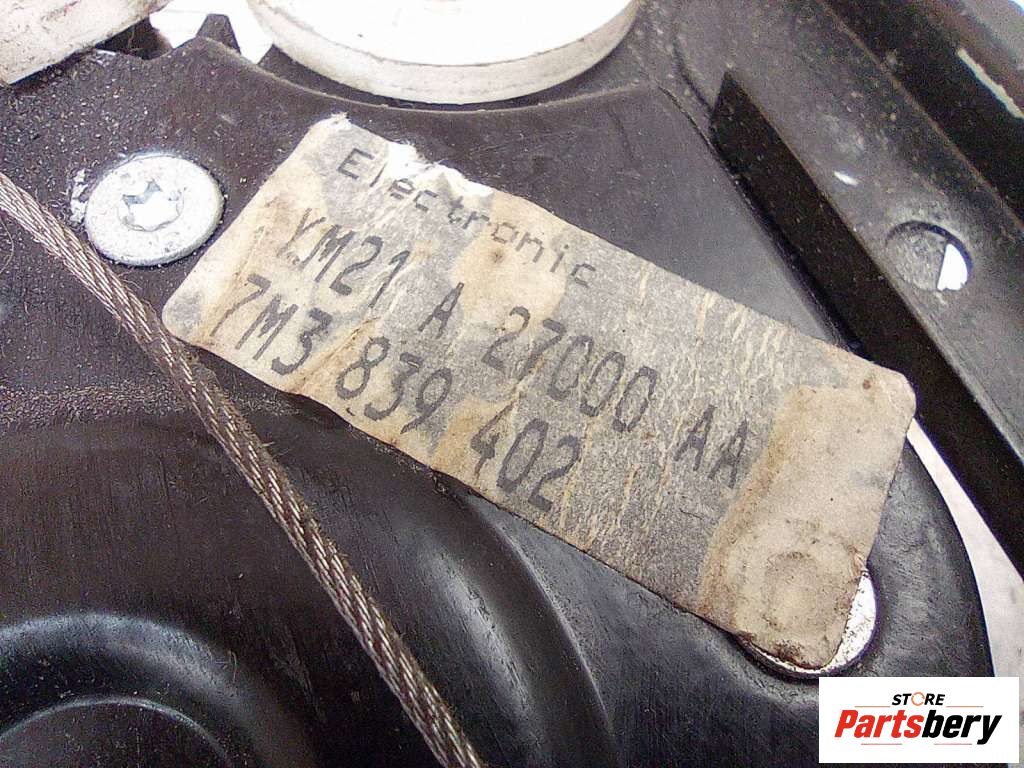 Electronic
YM21 A 27000 AA
7M3 839 402
STORE
Partsbery